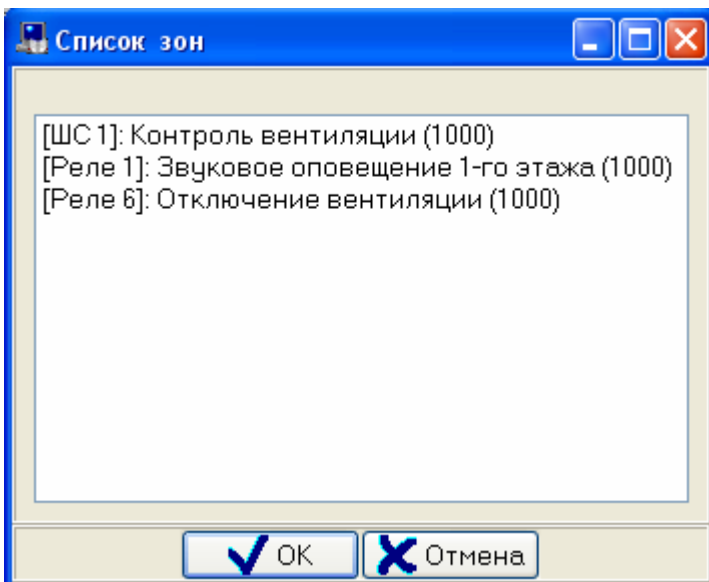 Список зон
[ШС 1]: Контроль вентиляции (1000)
[Реле 1]: Звуковое оповещение 1-го этажа (1000)
[Реле 6]: Отключение вентиляции (1000)
OK
Отмена